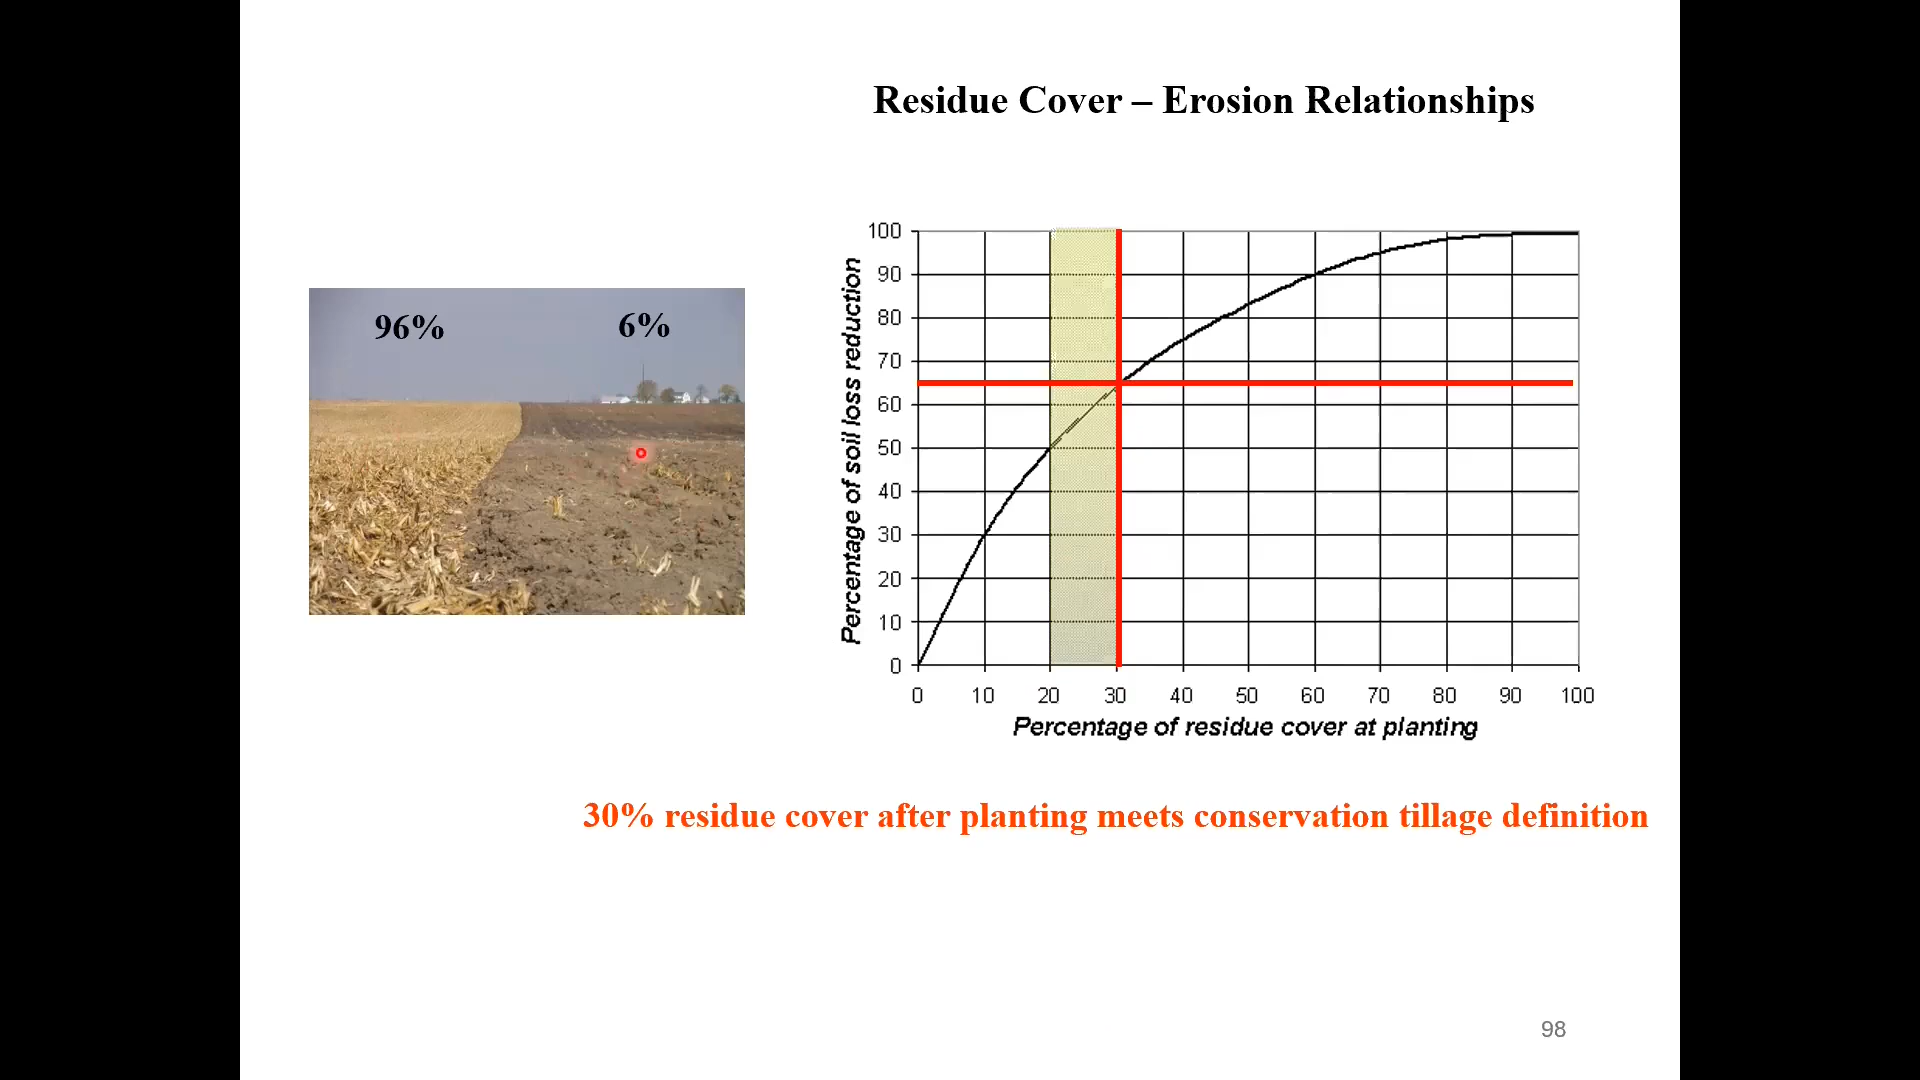 Residue Cover – Erosion Relationships
96%
6%
Percentage of soil loss reduction
100
90
80
70
60
50
40
30
20
10
0
0 10 20 30 40 50 60 70 80 90 100
Percentage of residue cover at planting
30% residue cover after planting meets conservation tillage definition
98